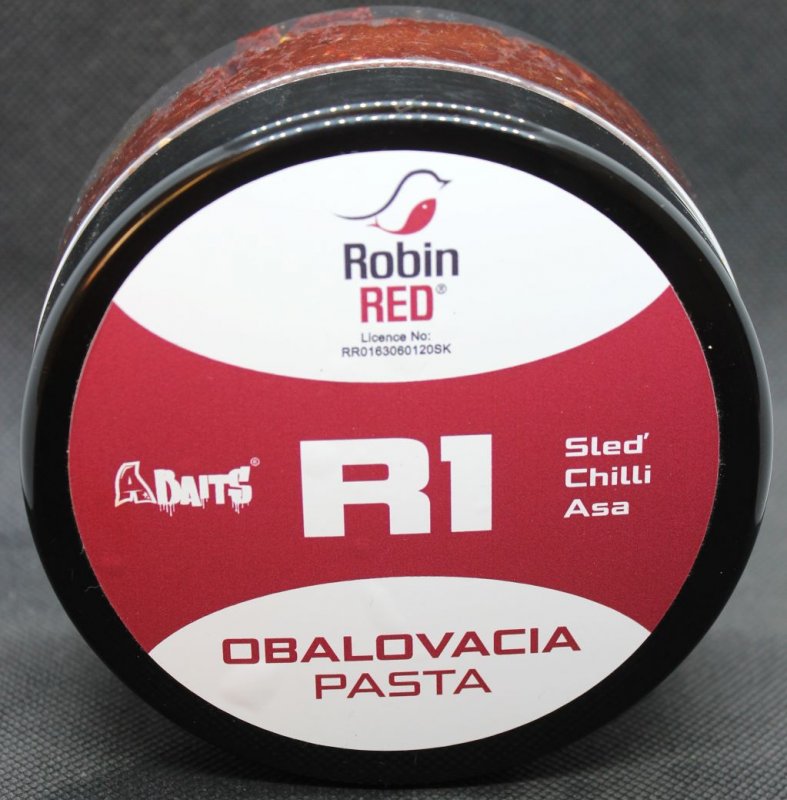 Robin
RED®
Licence No:
RR0163060120SK
ABAITS®
R1
Sleď
Chilli
Asa
OBALOVACIA
PASTA